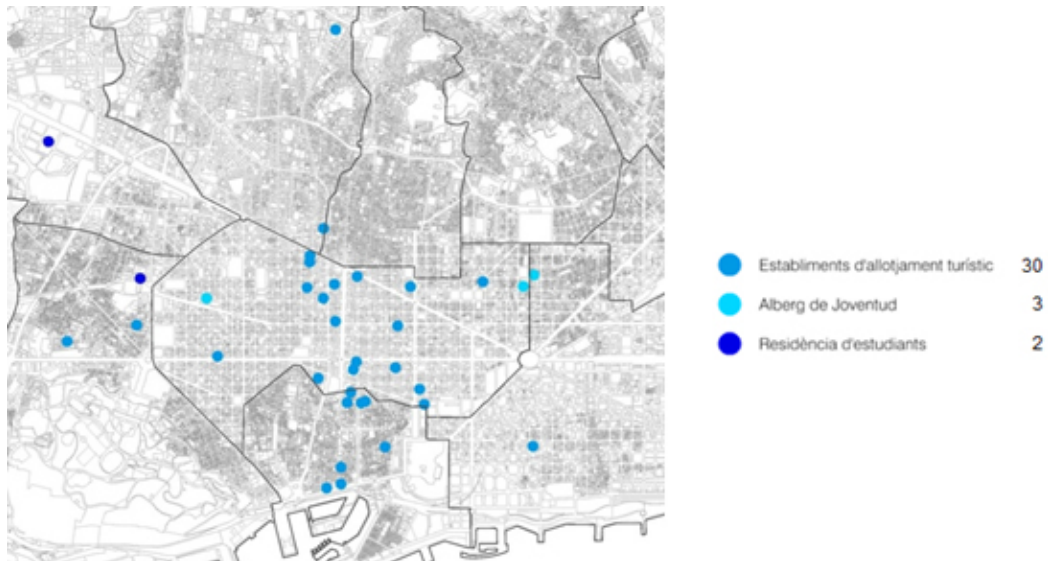 Establiments d'allotjament turístic 30
Alberg de Joventud 3
Residència d'estudiants 2